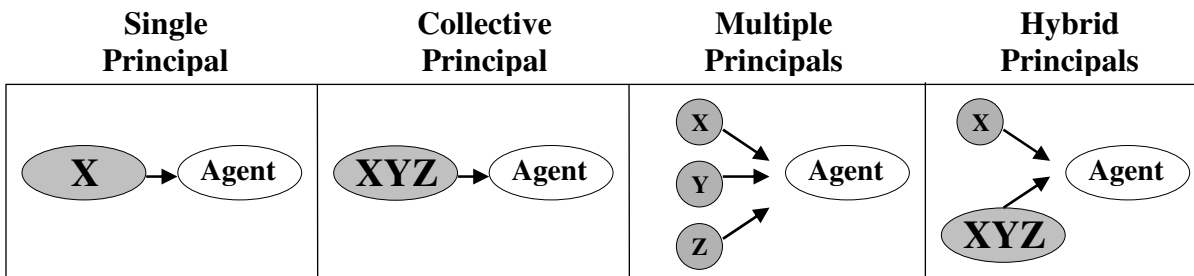 Single
Principal
Collective
Principal
Multiple
Principals
Hybrid
Principals
X
Agent
XYZ
Agent
X
Y
Z
Agent
X
XYZ
Agent